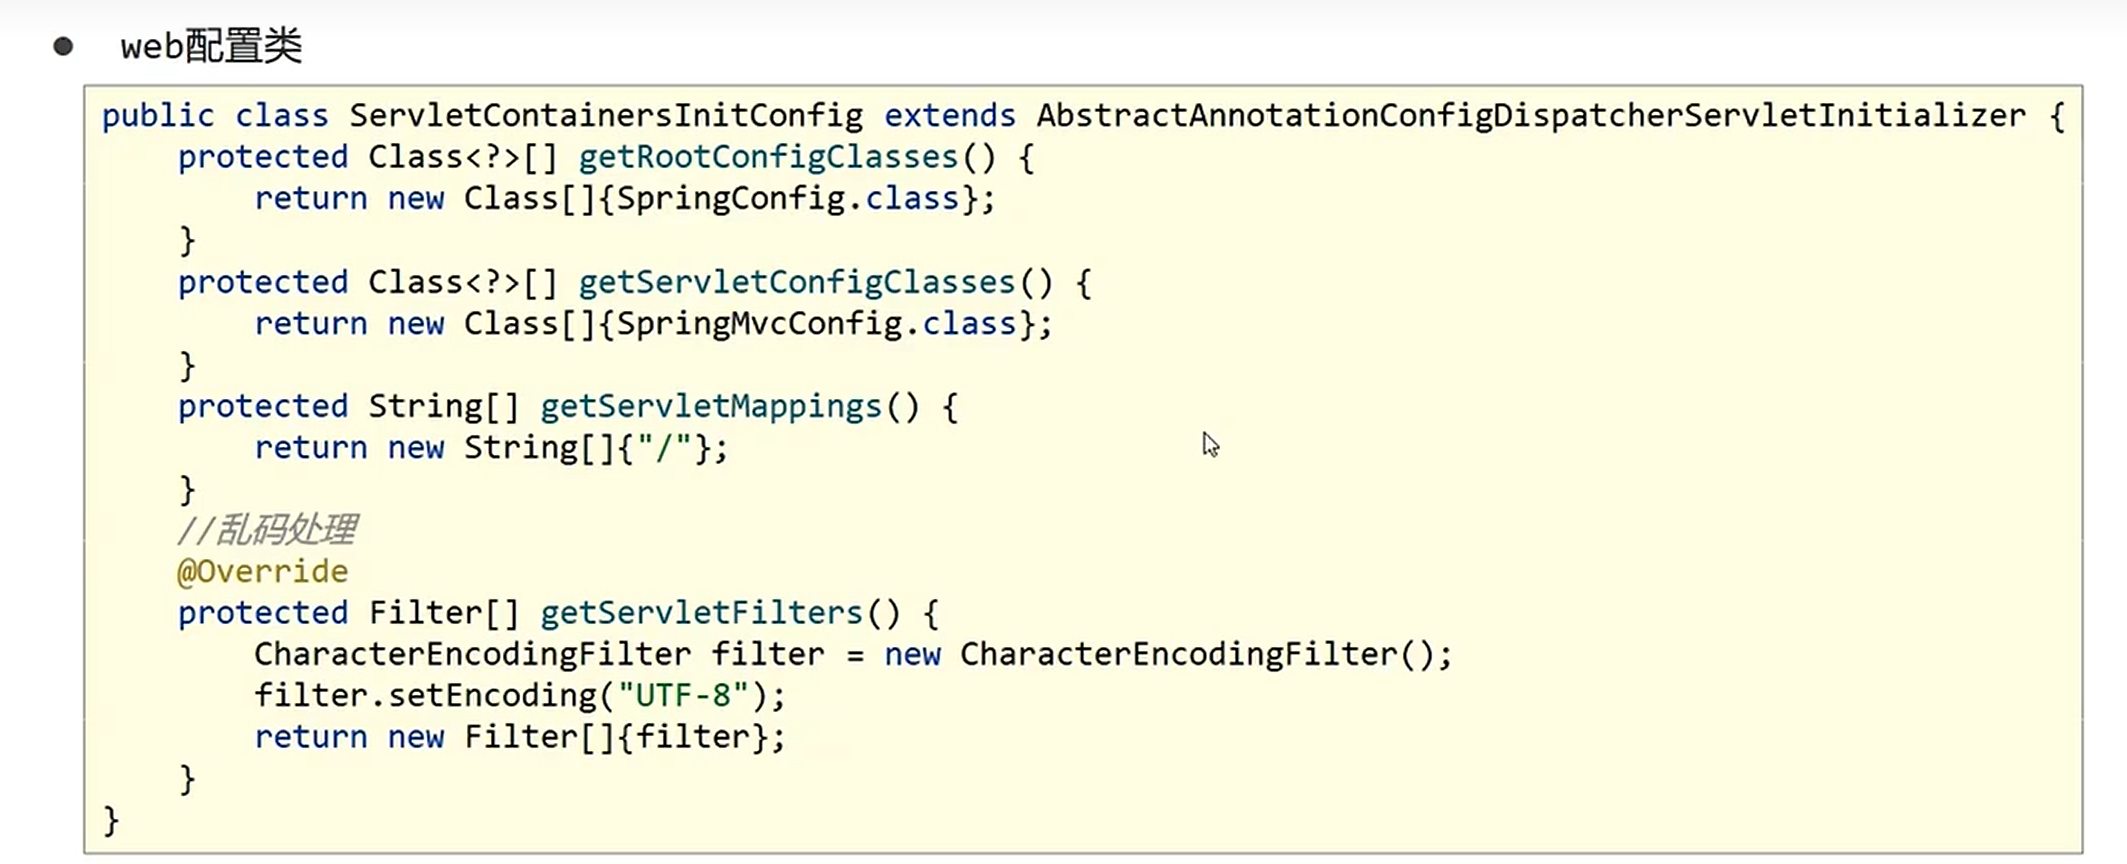 ● web配置类
public class ServletContainersInitConfig extends AbstractAnnotationConfigDispatcherServletInitializer {
    protected Class<?>[] getRootConfigClasses() {
        return new Class[]{SpringConfig.class};
    }
    protected Class<?>[] getServletConfigClasses() {
        return new Class[]{SpringMvcConfig.class};
    }
    protected String[] getServletMappings() {
        return new String[]{"/"};
    }
    //乱码处理
    @Override
    protected Filter[] getServletFilters() {
        CharacterEncodingFilter filter = new CharacterEncodingFilter();
        filter.setEncoding("UTF-8");
        return new Filter[]{filter};
    }
}